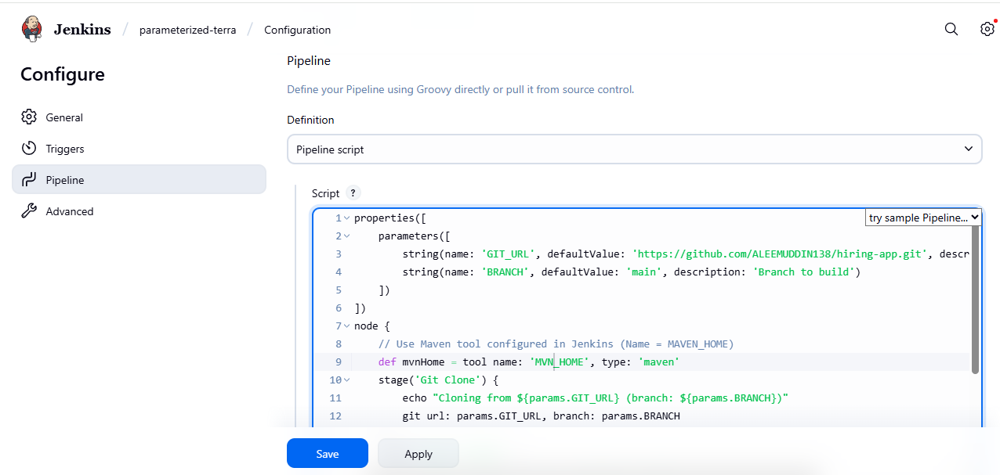 Jenkins / parameterized-terra / Configuration
Configure
General
Triggers
Pipeline
Advanced
Pipeline
Define your Pipeline using Groovy directly or pull it from source control.
Definition
Pipeline script
Script ?
try sample Pipeline...
1 properties([
2     parameters([
3         string(name: 'GIT_URL', defaultValue: 'https://github.com/ALEEMUDDIN138/hiring-app.git', descr
4         string(name: 'BRANCH', defaultValue: 'main', description: 'Branch to build')
5     ])
6 ])
7 node {
8     // Use Maven tool configured in Jenkins (Name = MAVEN_HOME)
9     def mvnHome = tool name: 'MVN_HOME', type: 'maven'
10     stage('Git Clone') {
11         echo "Cloning from ${params.GIT_URL} (branch: ${params.BRANCH})"
12         git url: params.GIT_URL, branch: params.BRANCH
Save
Apply